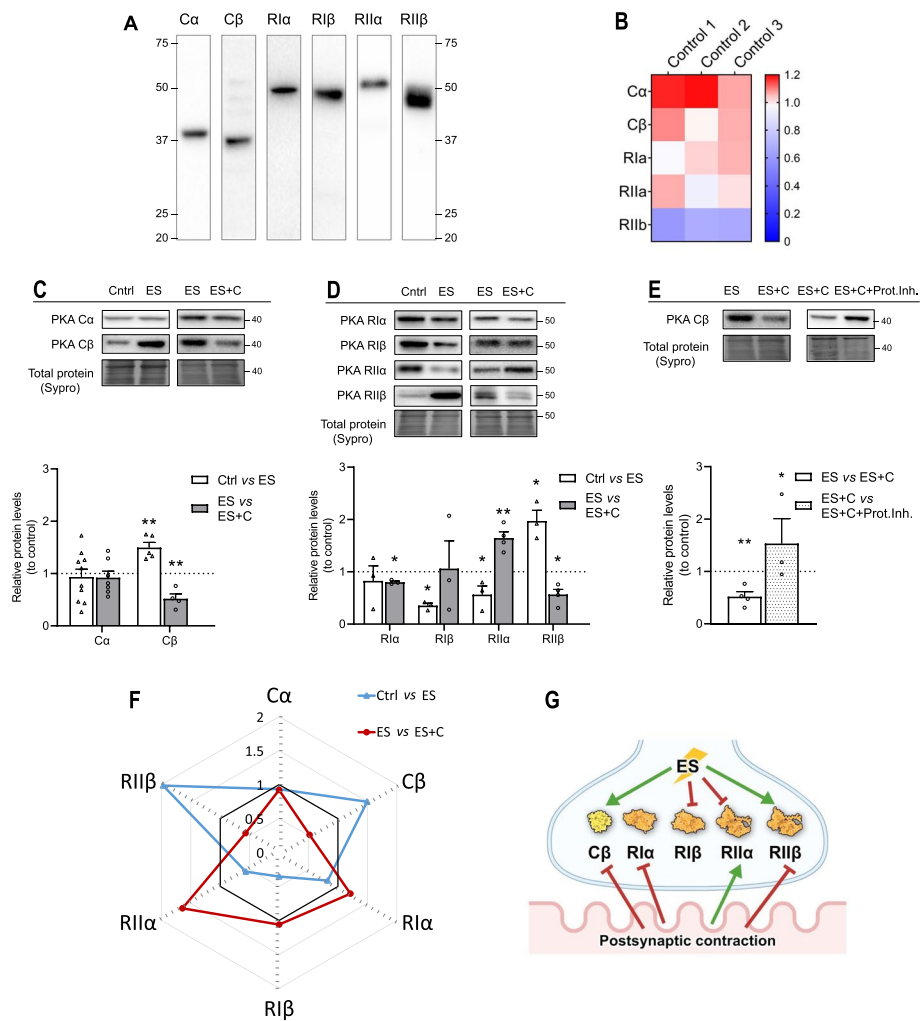 A
Cα Cβ RIα RIβ RIIα RIIβ
75 75
50 50
37 37
25 25
20 20
B
Control 1 Control 2 Control 3
Cα
Cβ
RIa
RIIa
RIIb
1.2
1.0
0.8
0.6
0.4
0.2
0
C
Cntrl ES ES ES+C
PKA Cα 40
PKA Cβ 40
Total protein 40
(Sypro)
Relative protein levels
(to control)
3
2
1
0
Ctrl vs ES
ES vs
ES+C
** **
Cα Cβ
D
Cntrl ES ES ES+C
PKA RIα 50
PKA RIβ 50
PKA RIIα 50
PKA RIIβ 50
50
Total protein
(Sypro)
Relative protein levels
(to control)
3
2
1
0
Ctrl vs ES
ES vs
ES+C
* * * ** * *
RIα RIβ RIIα RIIβ
E
ES ES+C ES+C ES+C+Prot.Inh.
PKA Cβ 40
Total protein 40
(Sypro)
Relative protein levels
(to control)
3
2
1
0
ES vs ES+C
ES+C vs
ES+C+Prot.Inh.
** *
F
Cα
Ctrl vs ES
ES vs ES+C
2
1.5
1
0.5
0
RIIβ Cβ
RIIα RIα
RIβ
G
ES
Cβ RIα RIβ RIIα RIIβ
Postsynaptic contraction